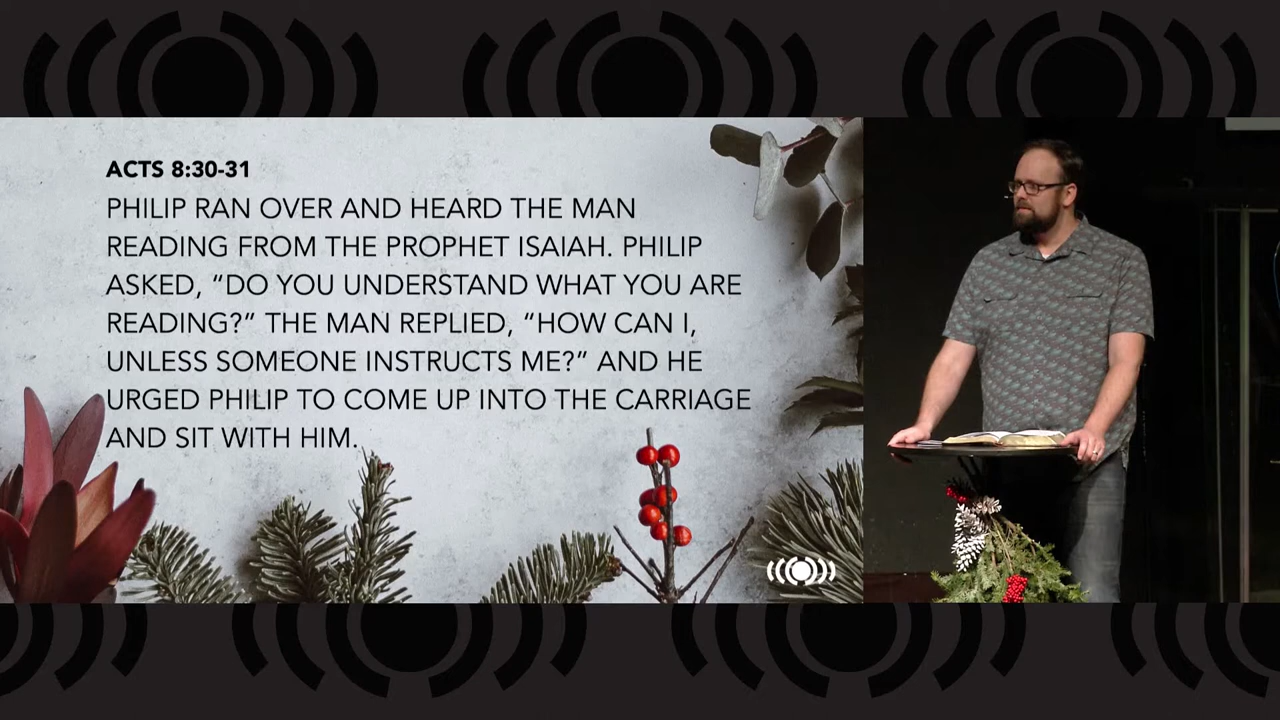 ACTS 8:30-31
PHILIP RAN OVER AND HEARD THE MAN
READING FROM THE PROPHET ISAIAH. PHILIP
ASKED, “DO YOU UNDERSTAND WHAT YOU ARE
READING?” THE MAN REPLIED, “HOW CAN I,
UNLESS SOMEONE INSTRUCTS ME?” AND HE
URGED PHILIP TO COME UP INTO THE CARRIAGE
AND SIT WITH HIM.